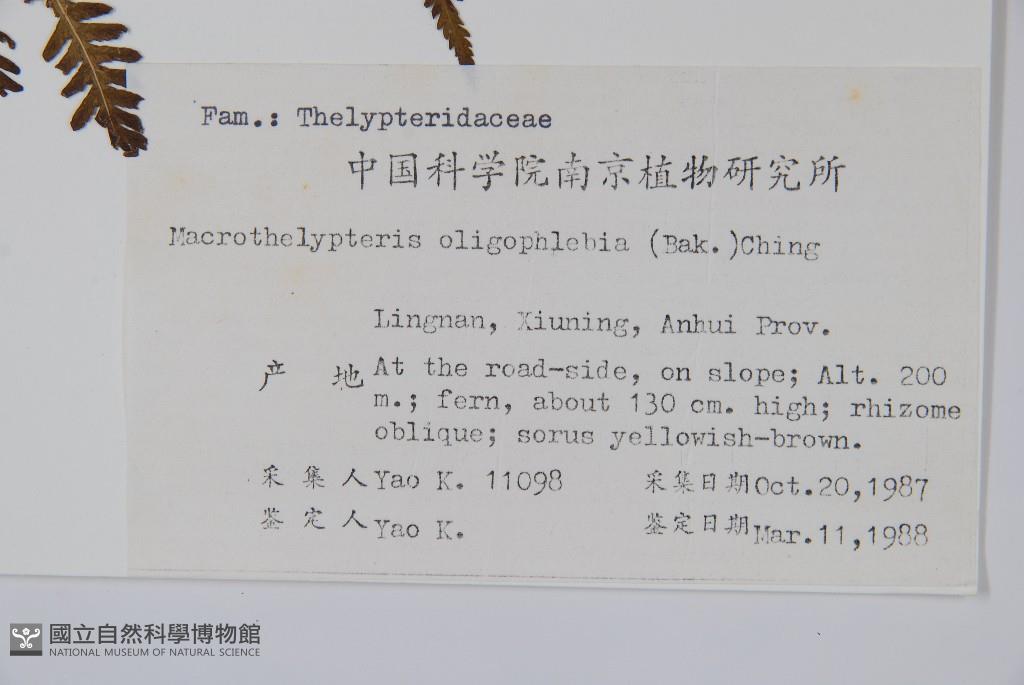 Fam.: Thelypteridaceae
中国科学院南京植物研究所
Macrothelypteris oligophlebia (Bak.)Ching
Lingnan, Xiuning, Anhui Prov.
产 地 At the road-side, on slope; Alt. 200
m.; fern, about 130 cm. high; rhizome
oblique; sorus yellowish-brown.
采 集 人 Yao K. 11098 采集日期 Oct.20,1987
鉴 定 人 Yao K. 鉴定日期 Mar.11,1988
國立自然科學博物館
NATIONAL MUSEUM OF NATURAL SCIENCE